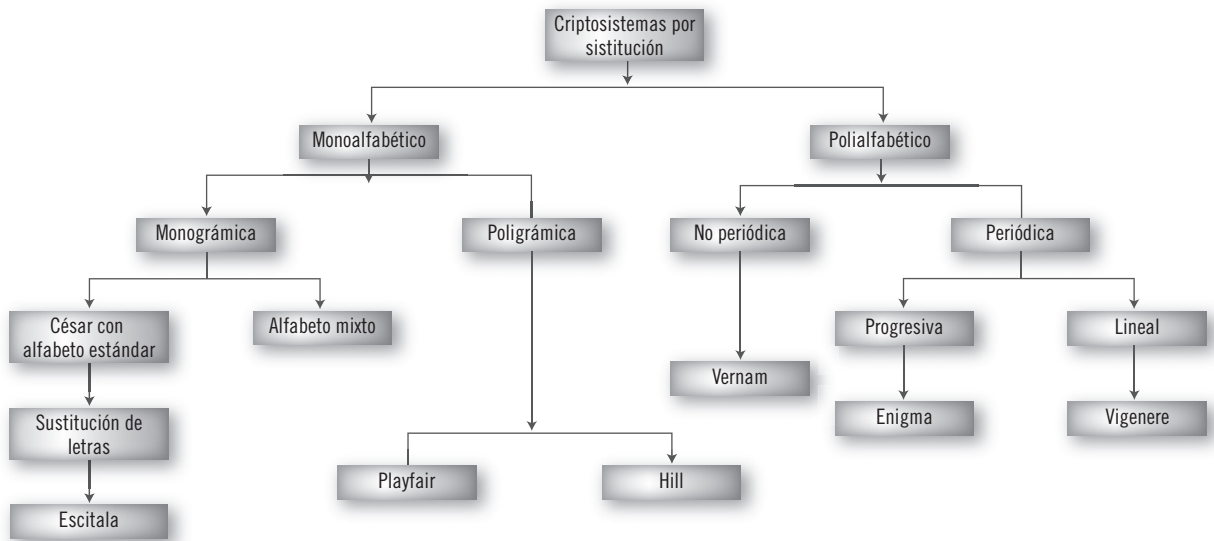 Criptosistemas por
sistitución
Monoalfabético
Polialfabético
Monográmica
Poligrámica
No periódica
Periódica
César con
alfabeto estándar
Alfabeto mixto
Progresiva
Lineal
Vernam
Sustitución de
letras
Enigma
Vigenere
Playfair
Hill
Escitala